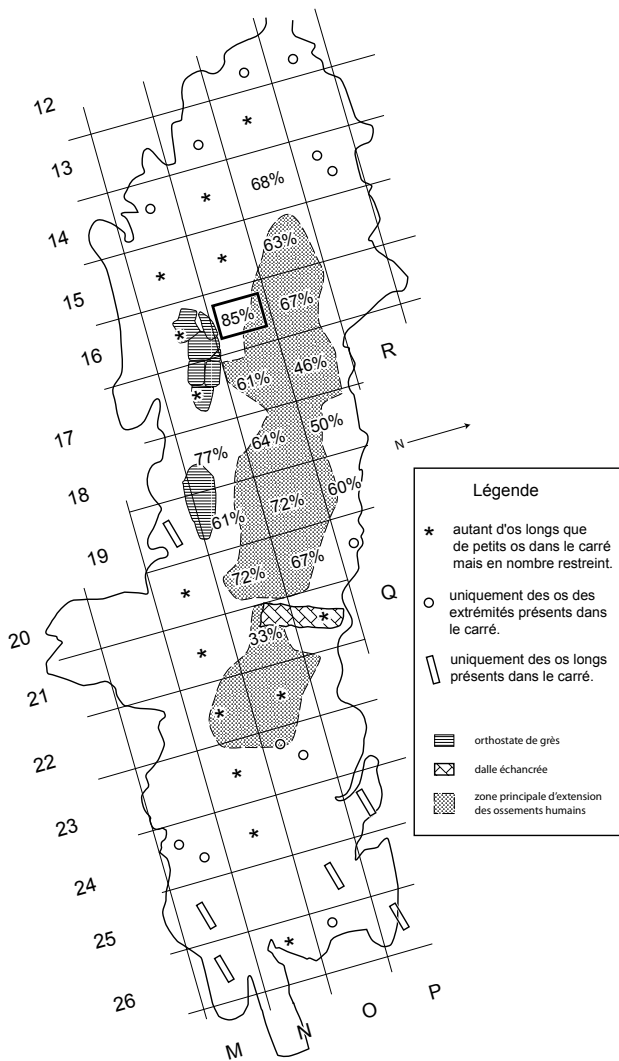 12
13
68%
14
63%
15
67%
85%
16
R
46%
61%
50%
17
64%
N
77%
18
60%
72%
61%
19
67%
72%
Q
20
33%
21
22
23
24
25
26
M
N
O
P
Légende
* autant d'os longs que
de petits os dans le carré
mais en nombre restreint.
uniquement des os des
extrémités présents dans
le carré.
uniquement des os longs
présents dans le carré.
orthostate de grès
dalle échancrée
zone principale d'extension
des ossements humains